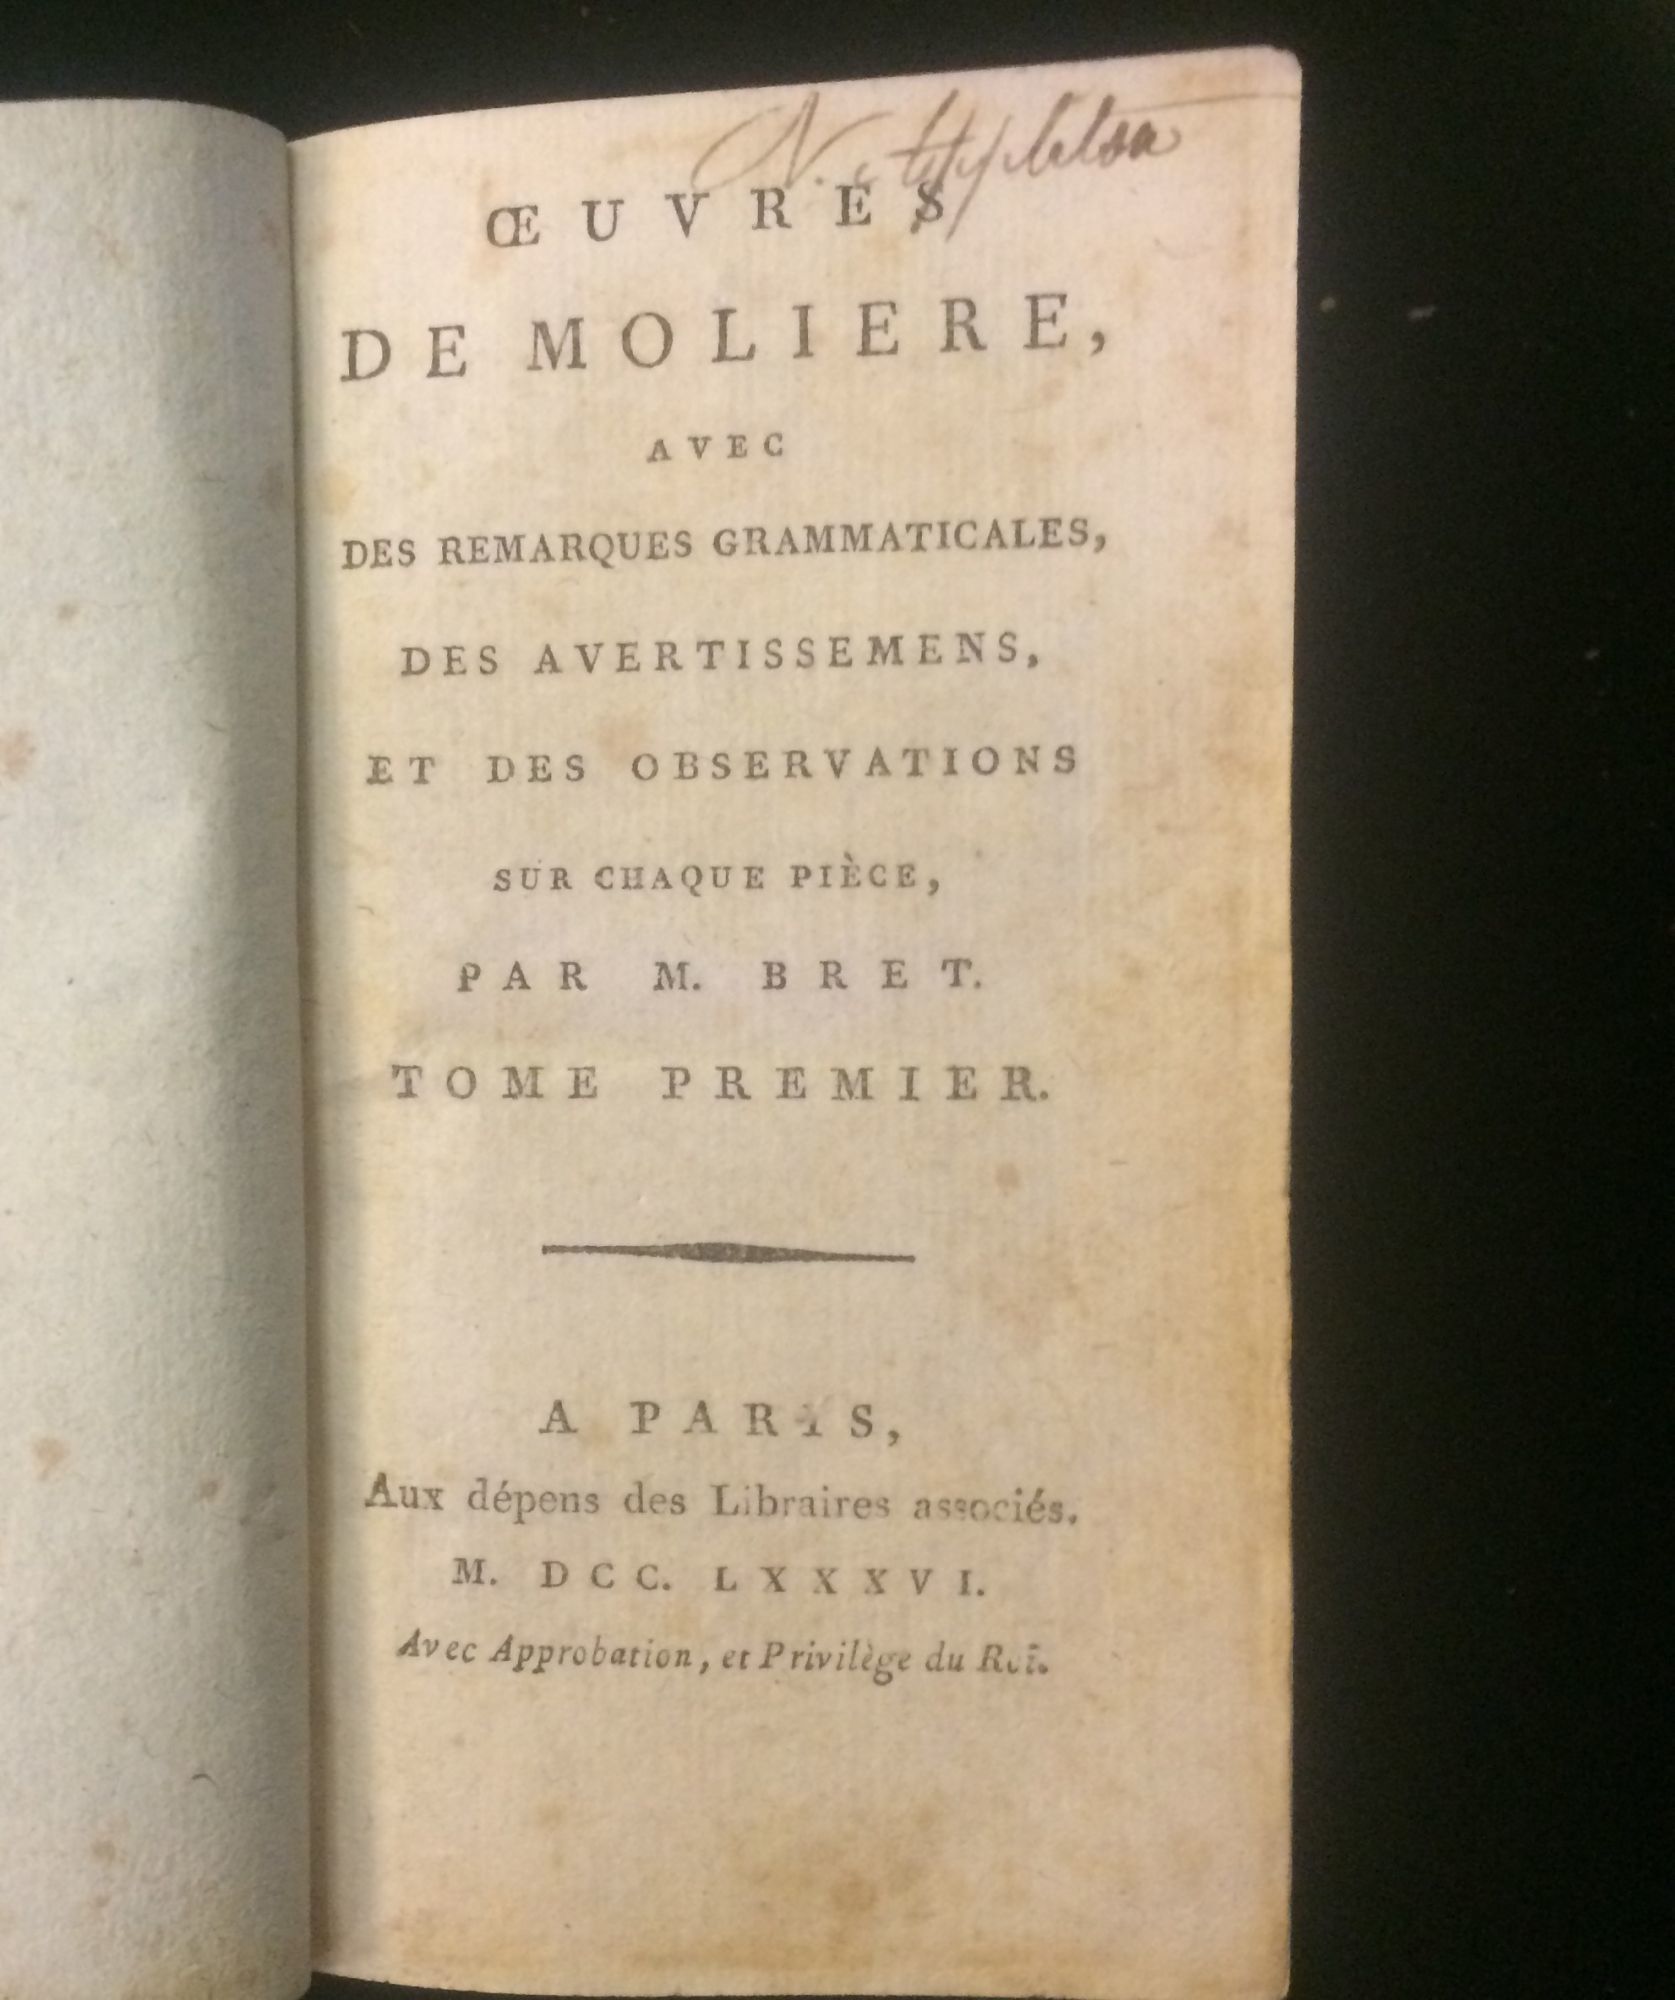 ŒUVRES
DE MOLIERE,
AVEC
DES REMARQUES GRAMMATICALES,
DES AVERTISSEMENS,
ET DES OBSERVATIONS
SUR CHAQUE PIÈCE,
PAR M. BRET.
TOME PREMIER.
A PARIS,
Aux dépens des Libraires associés.
M. DCC. LXXXVI.
Avec Approbation, et Privilège du Roi.